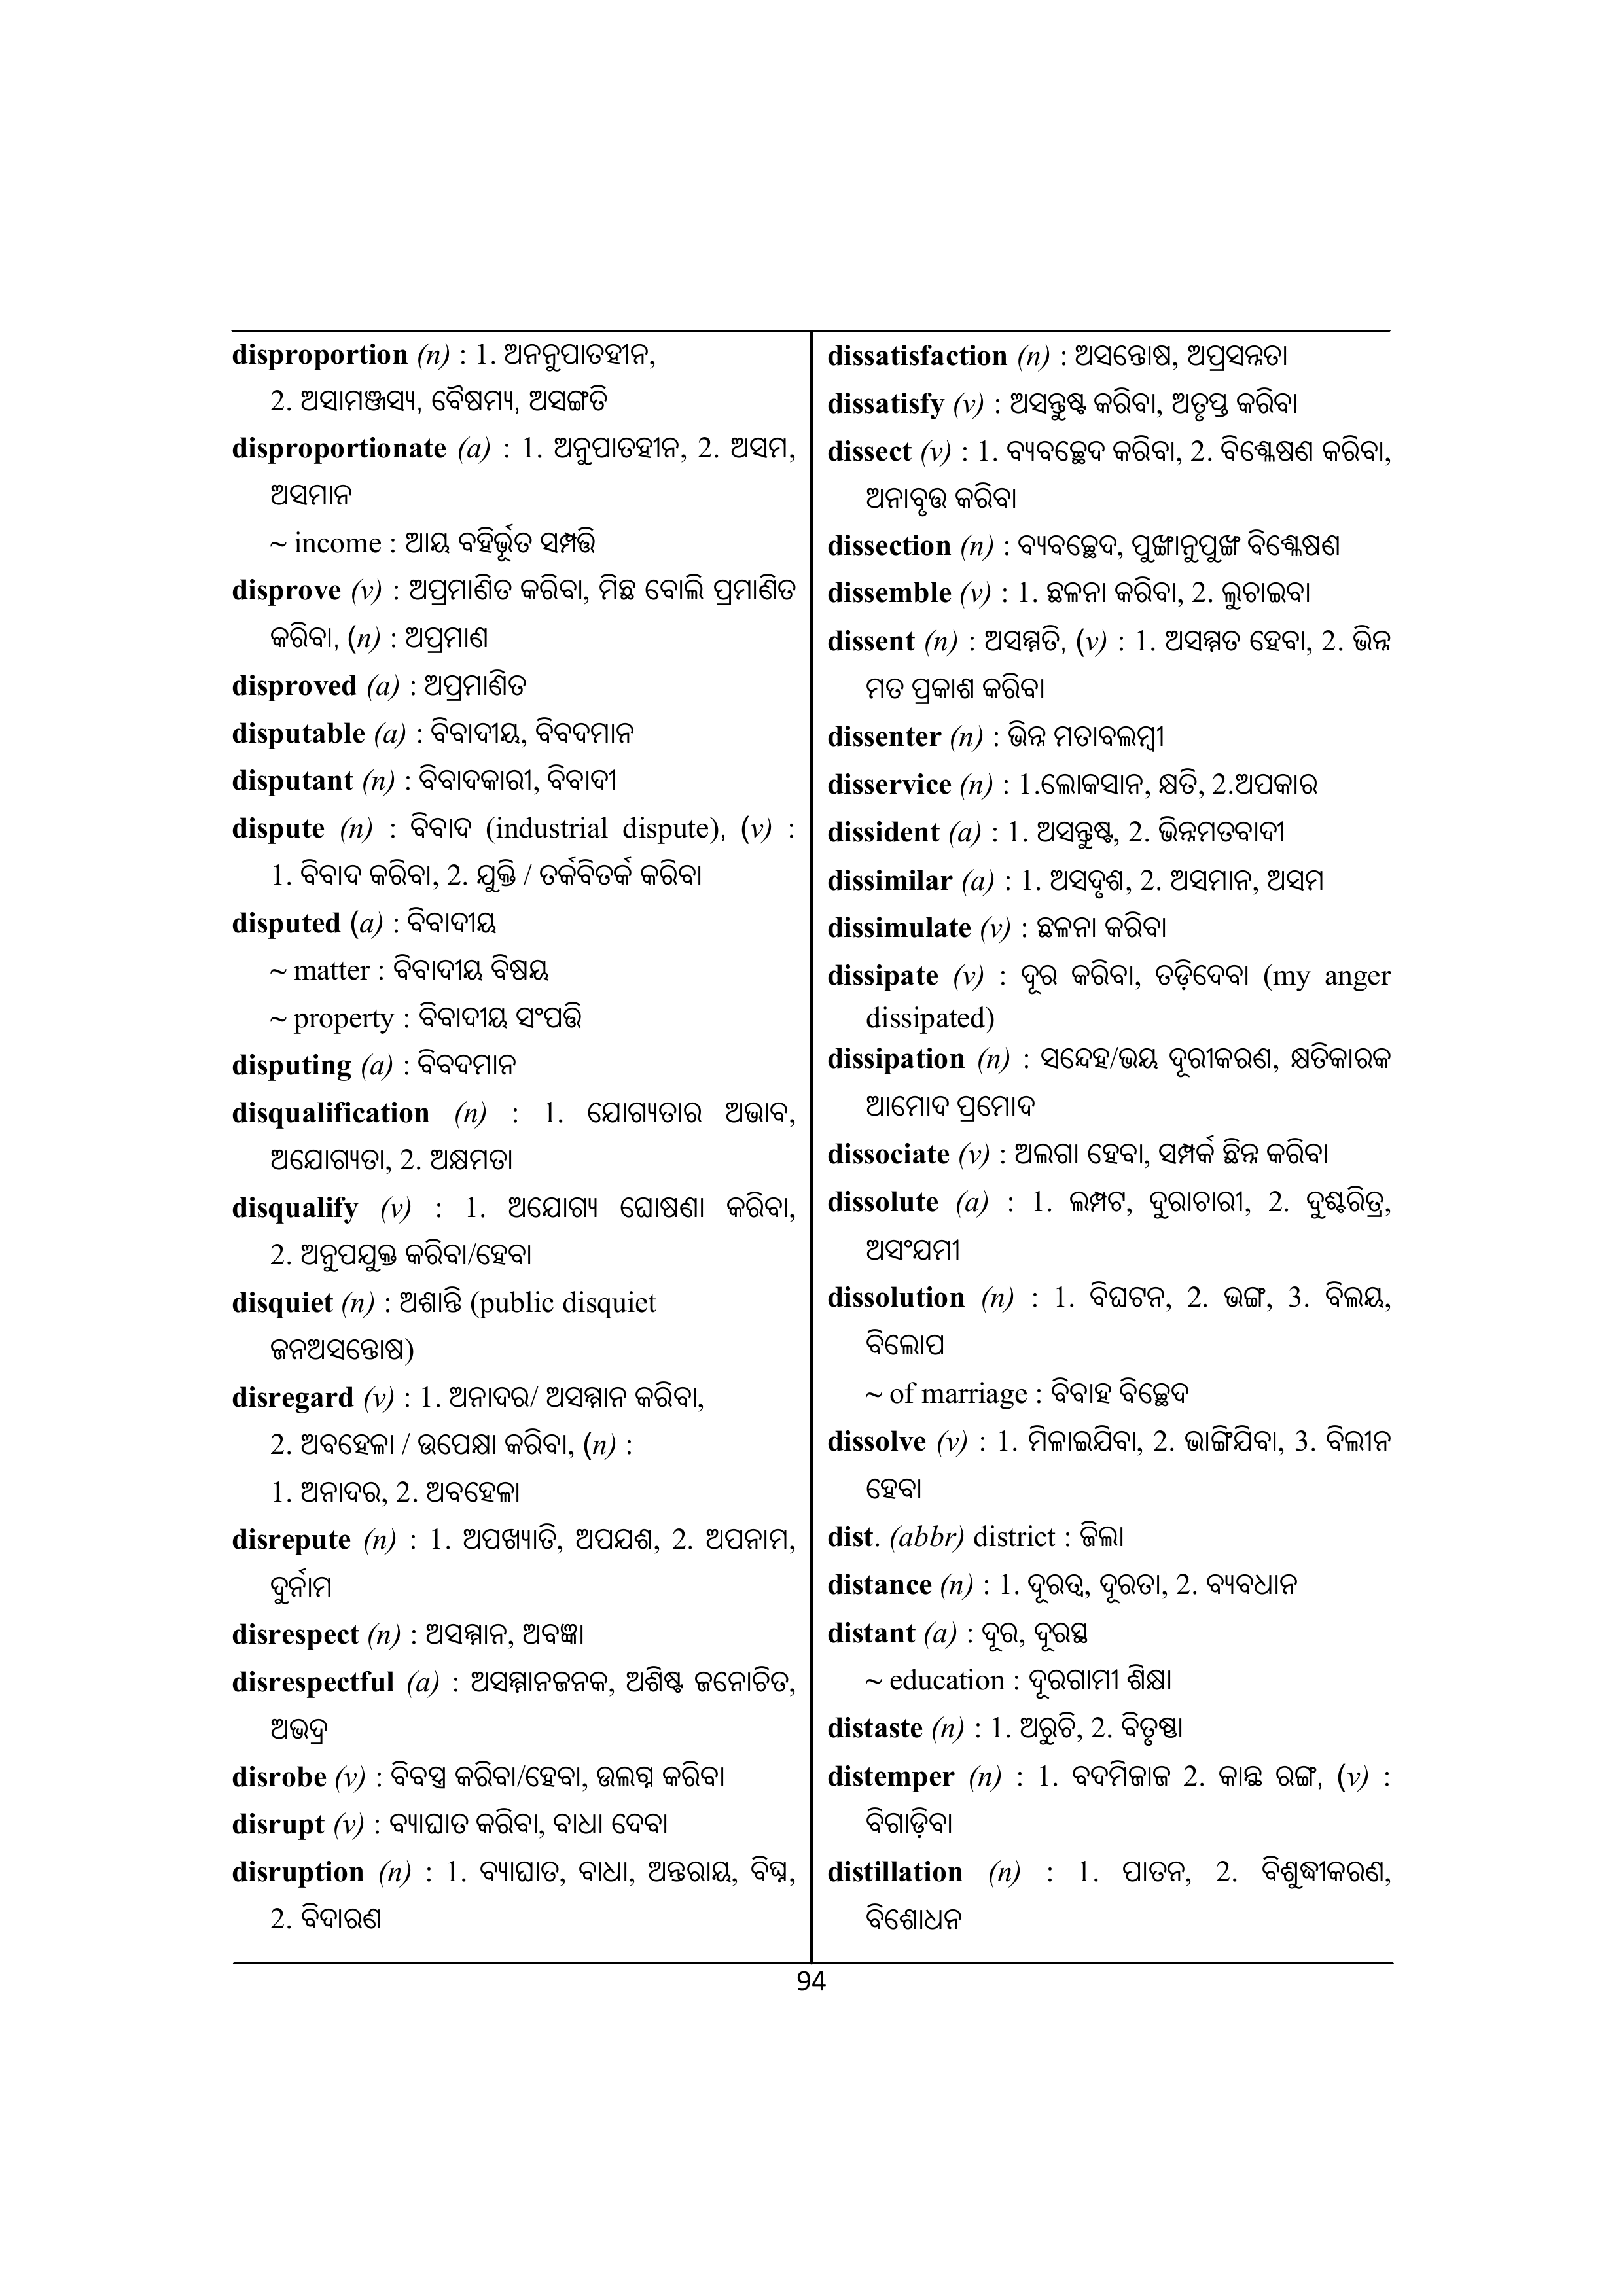 disproportion (n) : 1. ଅନନୁପାତହୀନ,
2. ଅସାମଞ୍ଜସ୍ୟ, ବୈଷମ୍ୟ, ଅସଙ୍ଗତି
disproportionate (a) : 1. ଅନୁପାତହୀନ, 2. ଅସମ,
ଅସମାନ
~ income : ଆୟ ବହିର୍ଭୂତ ସମ୍ପତ୍ତି
disprove (v) : ଅପ୍ରମାଣିତ କରିବା, ମିଛ ବୋଲି ପ୍ରମାଣିତ
କରିବା, (n) : ଅପ୍ରମାଣ
disproved (a) : ଅପ୍ରମାଣିତ
disputable (a) : ବିବାଦୀୟ, ବିବଦମାନ
disputant (n) : ବିବାଦକାରୀ, ବିବାଦୀ
dispute (n) : ବିବାଦ (industrial dispute), (v) :
1. ବିବାଦ କରିବା, 2. ଯୁକ୍ତି / ତର୍କବିତର୍କ କରିବା
disputed (a) : ବିବାଦୀୟ
~ matter : ବିବାଦୀୟ ବିଷୟ
~ property : ବିବାଦୀୟ ସଂପତ୍ତି
disputing (a) : ବିବଦମାନ
disqualification (n) : 1. ଯୋଗ୍ୟତାର ଅଭାବ,
ଅଯୋଗ୍ୟତା, 2. ଅକ୍ଷମତା
disqualify (v) : 1. ଅଯୋଗ୍ୟ ଘୋଷଣା କରିବା,
2. ଅନୁପଯୁକ୍ତ କରିବା/ହେବା
disquiet (n) : ଅଶାନ୍ତି (public disquiet
ଜନଅସନ୍ତୋଷ)
disregard (v) : 1. ଅନାଦର/ ଅସମ୍ମାନ କରିବା,
2. ଅବହେଳା / ଉପେକ୍ଷା କରିବା, (n) :
1. ଅନାଦର, 2. ଅବହେଳା
disrepute (n) : 1. ଅପଖ୍ୟାତି, ଅପଯଶ, 2. ଅପନାମ,
ଦୁର୍ନାମ
disrespect (n) : ଅସମ୍ମାନ, ଅବଜ୍ଞା
disrespectful (a) : ଅସମ୍ମାନଜନକ, ଅଶିଷ୍ଟ ଜନୋଚିତ,
ଅଭଦ୍ର
disrobe (v) : ବିବସ୍ତ୍ର କରିବା/ହେବା, ଉଲଗ୍ନ କରିବା
disrupt (v) : ବ୍ୟାଘାତ କରିବା, ବାଧା ଦେବା
disruption (n) : 1. ବ୍ୟାଘାତ, ବାଧା, ଅନ୍ତରାୟ, ବିଘ୍ନ,
2. ବିଦାରଣ
dissatisfaction (n) : ଅସନ୍ତୋଷ, ଅପ୍ରସନ୍ନତା
dissatisfy (v) : ଅସନ୍ତୁଷ୍ଟ କରିବା, ଅତୃପ୍ତ କରିବା
dissect (v) : 1. ବ୍ୟବଚ୍ଛେଦ କରିବା, 2. ବିଶ୍ଳେଷଣ କରିବା,
ଅନାବୃତ୍ତ କରିବା
dissection (n) : ବ୍ୟବଚ୍ଛେଦ, ପୁଙ୍ଖାନୁପୁଙ୍ଖ ବିଶ୍ଳେଷଣ
dissemble (v) : 1. ଛଳନା କରିବା, 2. ଲୁଚାଇବା
dissent (n) : ଅସମ୍ମତି, (v) : 1. ଅସମ୍ମତ ହେବା, 2. ଭିନ୍ନ
ମତ ପ୍ରକାଶ କରିବା
dissenter (n) : ଭିନ୍ନ ମତାବଲମ୍ବୀ
disservice (n) : 1.ଲୋକସାନ, କ୍ଷତି, 2.ଅପକାର
dissident (a) : 1. ଅସନ୍ତୁଷ୍ଟ, 2. ଭିନ୍ନମତବାଦୀ
dissimilar (a) : 1. ଅସଦୃଶ, 2. ଅସମାନ, ଅସମ
dissimulate (v) : ଛଳନା କରିବା
dissipate (v) : ଦୂର କରିବା, ତଡ଼ିଦେବା (my anger
dissipated)
dissipation (n) : ସନ୍ଦେହ/ଭୟ ଦୂରୀକରଣ, କ୍ଷତିକାରକ
ଆମୋଦ ପ୍ରମୋଦ
dissociate (v) : ଅଲଗା ହେବା, ସମ୍ପର୍କ ଛିନ୍ନ କରିବା
dissolute (a) : 1. ଲମ୍ପଟ, ଦୁରାଚାରୀ, 2. ଦୁଶ୍ଚରିତ୍ର,
ଅସଂଯମୀ
dissolution (n) : 1. ବିଘଟନ, 2. ଭଙ୍ଗ, 3. ବିଲୟ,
ବିଲୋପ
~ of marriage : ବିବାହ ବିଚ୍ଛେଦ
dissolve (v) : 1. ମିଳାଇଯିବା, 2. ଭାଙ୍ଗିଯିବା, 3. ବିଲୀନ
ହେବା
dist. (abbr) district : ଜିଲା
distance (n) : 1. ଦୂରତ୍ୱ, ଦୂରତା, 2. ବ୍ୟବଧାନ
distant (a) : ଦୂର, ଦୂରସ୍ଥ
~ education : ଦୂରଗାମୀ ଶିକ୍ଷା
distaste (n) : 1. ଅରୁଚି, 2. ବିତୃଷ୍ଣା
distemper (n) : 1. ବଦମିଜାଜ 2. କାନ୍ଥ ରଙ୍ଗ, (v) :
ବିଗାଡ଼ିବା
distillation (n) : 1. ପାତନ, 2. ବିଶୁଦ୍ଧୀକରଣ,
ବିଶୋଧନ
94